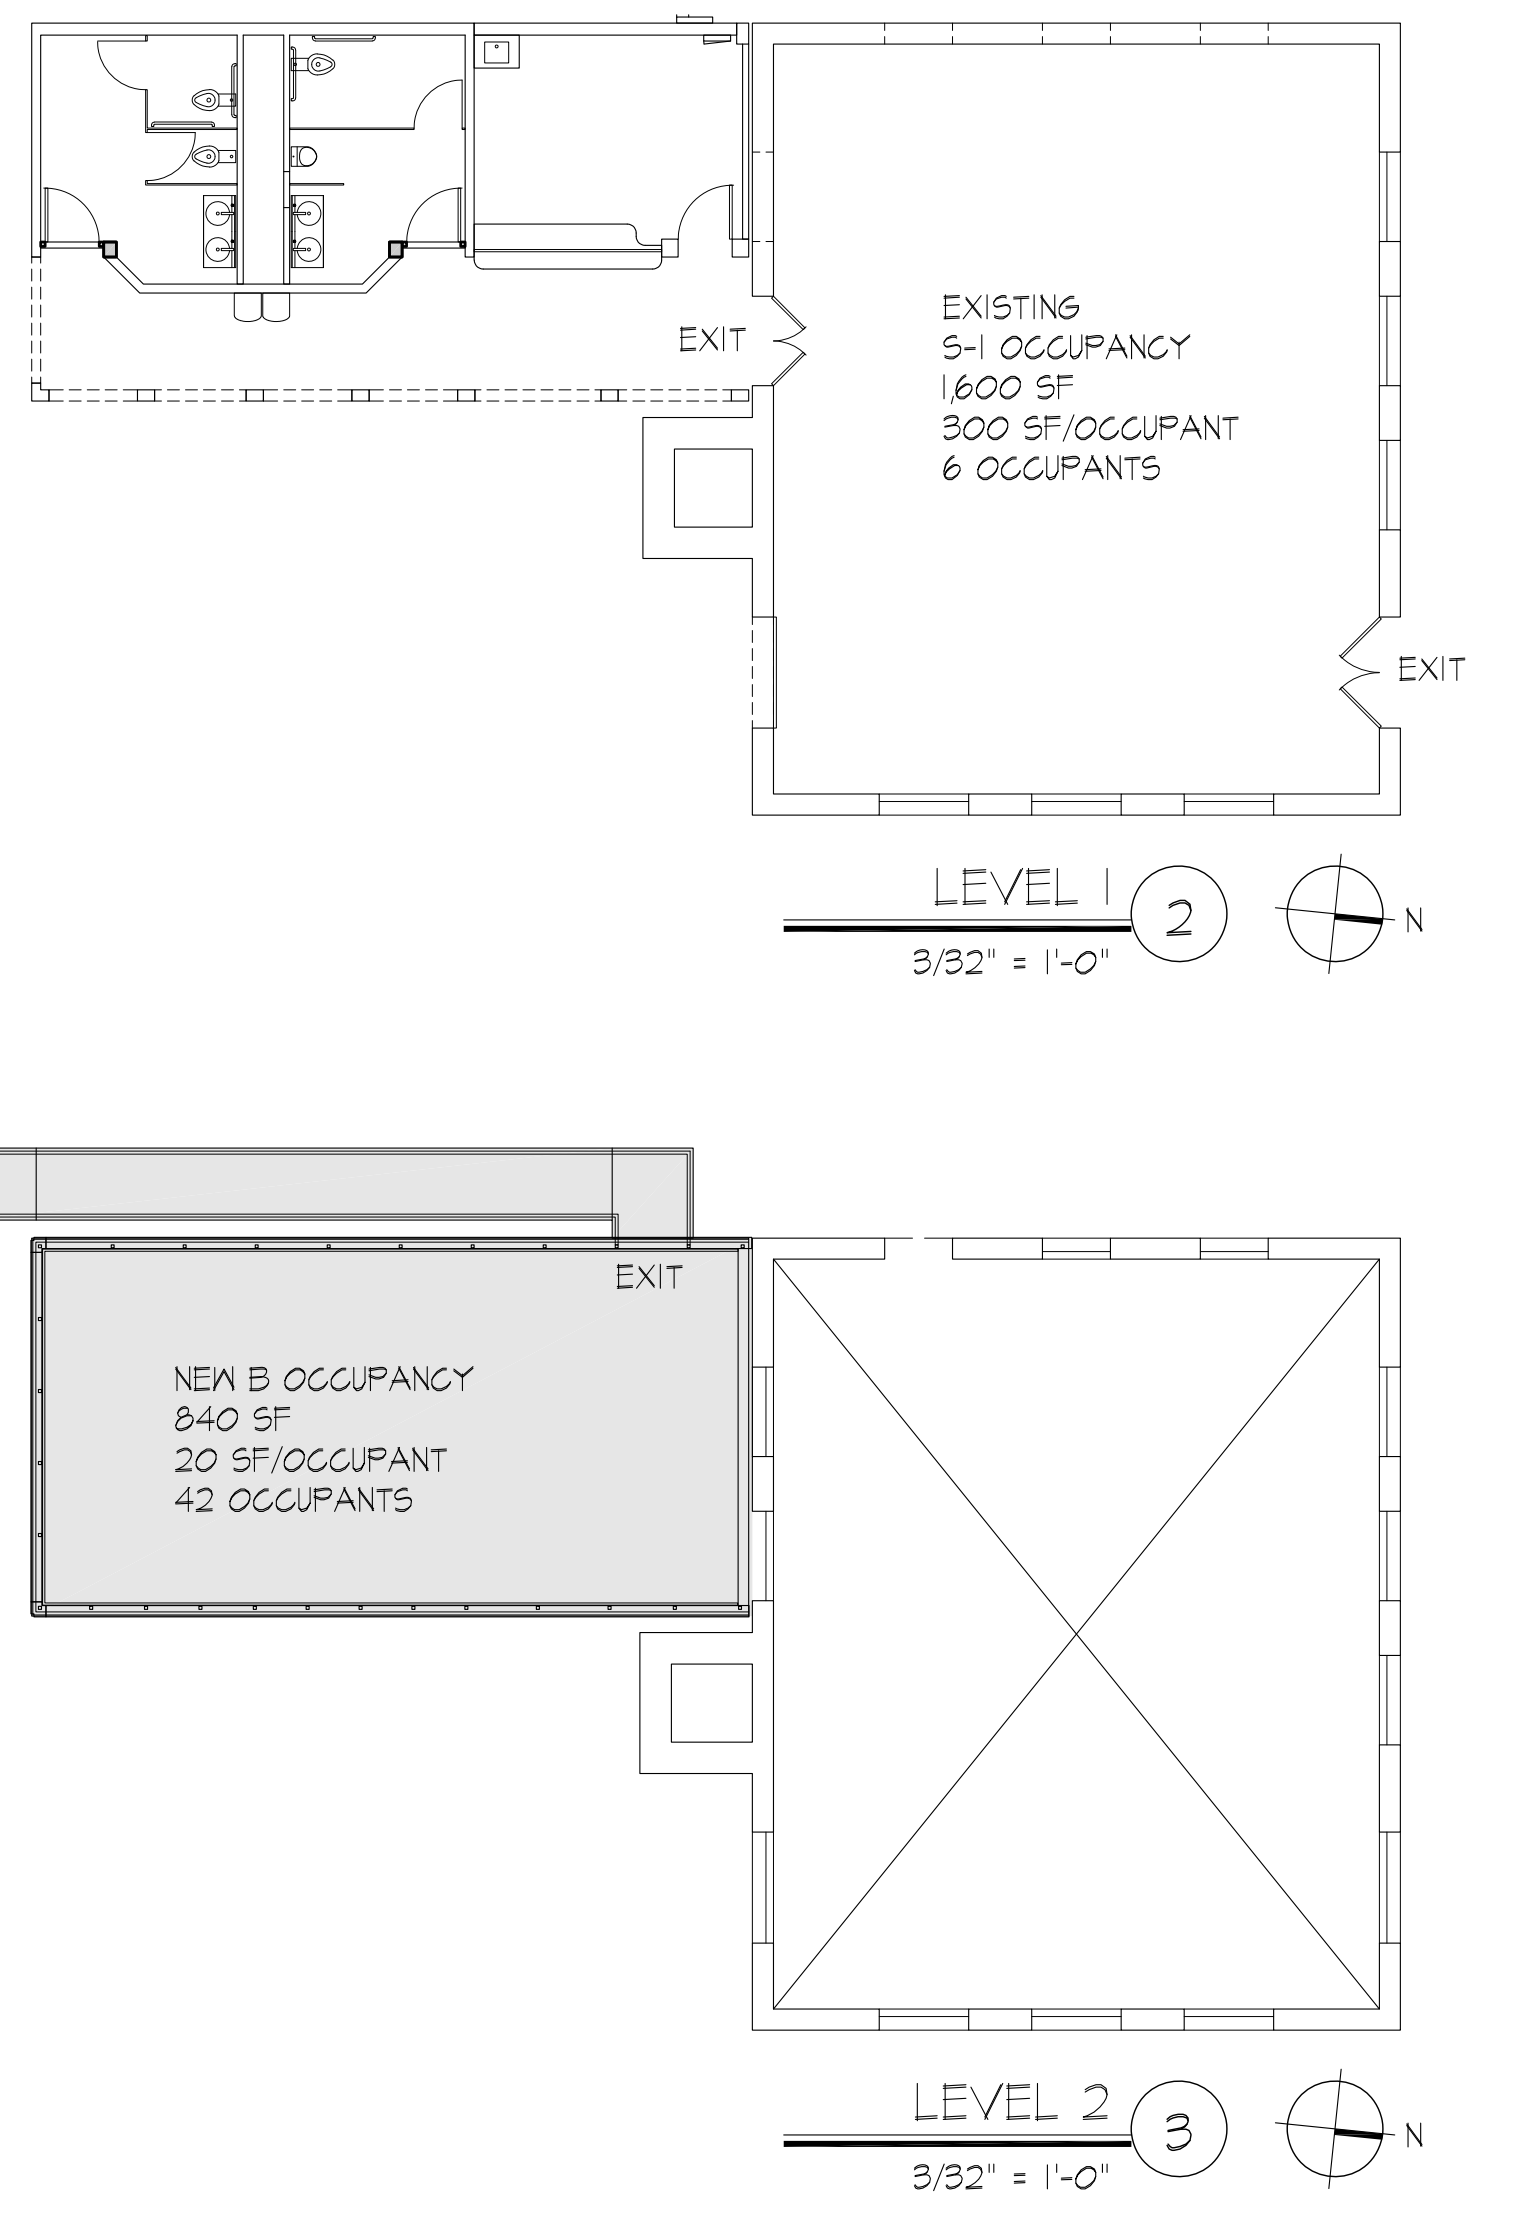 EXIT
EXISTING
S-1 OCCUPANCY
1,600 SF
300 SF/OCCUPANT
6 OCCUPANTS
EXIT
LEVEL 1
2
N
3/32" = 1'-0"
EXIT
NEW B OCCUPANCY
840 SF
20 SF/OCCUPANT
42 OCCUPANTS
LEVEL 2
3
N
3/32" = 1'-0"